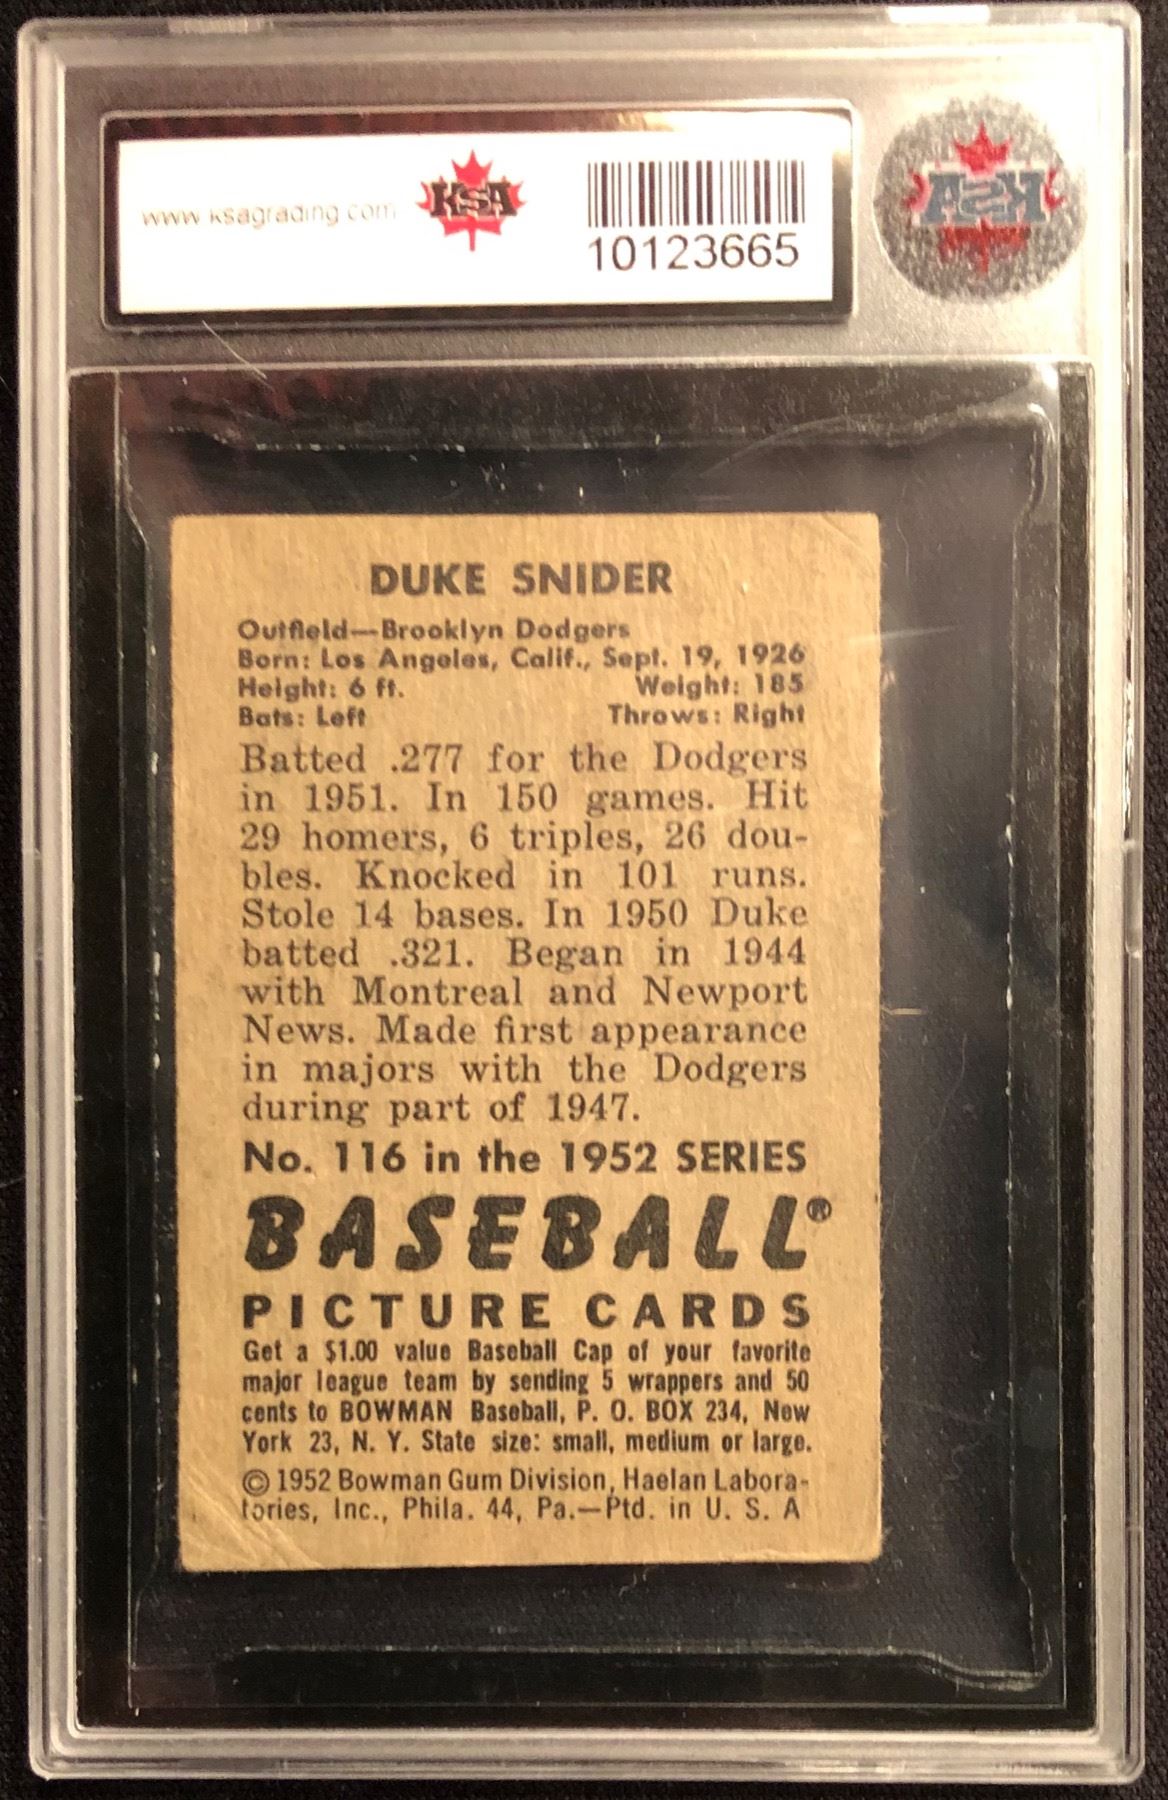 www.ksagrading.com
KSA
10123665
KSA
DUKE SNIDER
Outfield—Brooklyn Dodgers
Born: Los Angeles, Calif., Sept. 19, 1926
Height: 6 ft. Weight: 185
Bats: Left Throws: Right
Batted .277 for the Dodgers
in 1951. In 150 games. Hit
29 homers, 6 triples, 26 dou-
bles. Knocked in 101 runs.
Stole 14 bases. In 1950 Duke
batted .321. Began in 1944
with Montreal and Newport
News. Made first appearance
in majors with the Dodgers
during part of 1947.
No. 116 in the 1952 SERIES
BASEBALL®
PICTURE CARDS
Get a $1.00 value Baseball Cap of your favorite
major league team by sending 5 wrappers and 50
cents to BOWMAN Baseball, P. O. BOX 234, New
York 23, N. Y. State size: small, medium or large.
© 1952 Bowman Gum Division, Haelan Labora-
tories, Inc., Phila. 44, Pa.—Ptd. in U. S. A